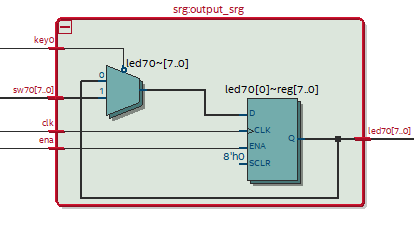 srg:output_srg
key0
led70~[7..0]
0
sw70[7..0]
1
led70[0]~reg[7..0]
D
clk
CLK
led70[7..0]
Q
ena
ENA
8'h0
SCLR